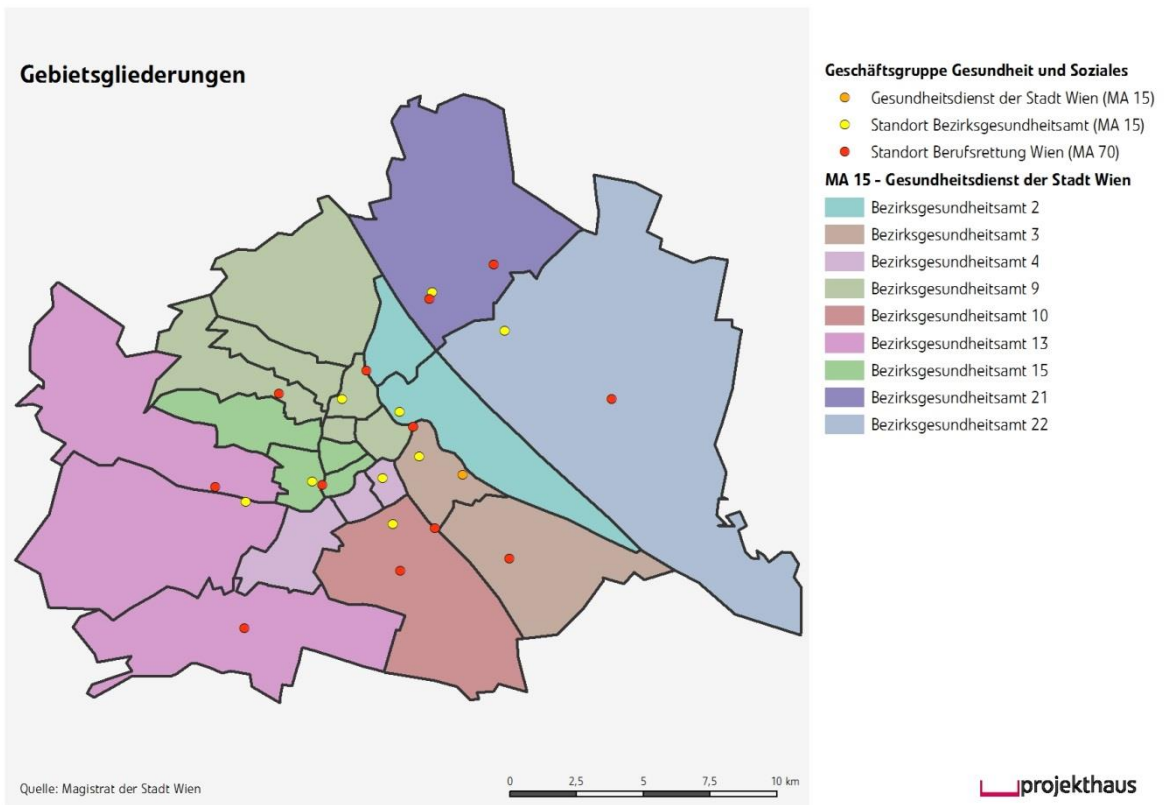 Gebietsgliederungen
Geschäftsgruppe Gesundheit und Soziales
Gesundheitsdienst der Stadt Wien (MA 15)
Standort Bezirksgesundheitsamt (MA 15)
Standort Berufsrettung Wien (MA 70)
MA 15 - Gesundheitsdienst der Stadt Wien
Bezirksgesundheitsamt 2
Bezirksgesundheitsamt 3
Bezirksgesundheitsamt 4
Bezirksgesundheitsamt 9
Bezirksgesundheitsamt 10
Bezirksgesundheitsamt 13
Bezirksgesundheitsamt 15
Bezirksgesundheitsamt 21
Bezirksgesundheitsamt 22
Quelle: Magistrat der Stadt Wien
0 2,5 5 7,5 10 km
projekthaus